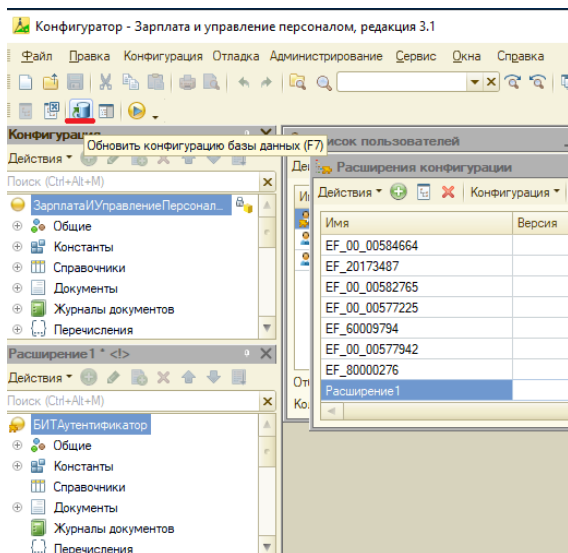 Конфигуратор - Зарплата и управление персоналом, редакция 3.1
Файл Правка Конфигурация Отладка Администрирование Сервис Окна Справка
Конфигурация
Обновить конфигурацию базы данных (F7)
Действия
Поиск (Ctrl+Alt+M)
ЗарплатаИУправлениеПерсонал...
Общие
Константы
Справочники
Документы
Журналы документов
Перечисления
Расширение1 * <!>
Действия
Поиск (Ctrl+Alt+M)
БИТАутентификатор
Общие
Константы
Справочники
Документы
Журналы документов
Перечисления
исок пользователей
Расширения конфигурации
Действия Конфигурация
Имя Версия
EF_00_00584664
EF_20173487
EF_00_00582765
EF_00_00577225
EF_60009794
EF_00_00577942
EF_80000276
Расширение1